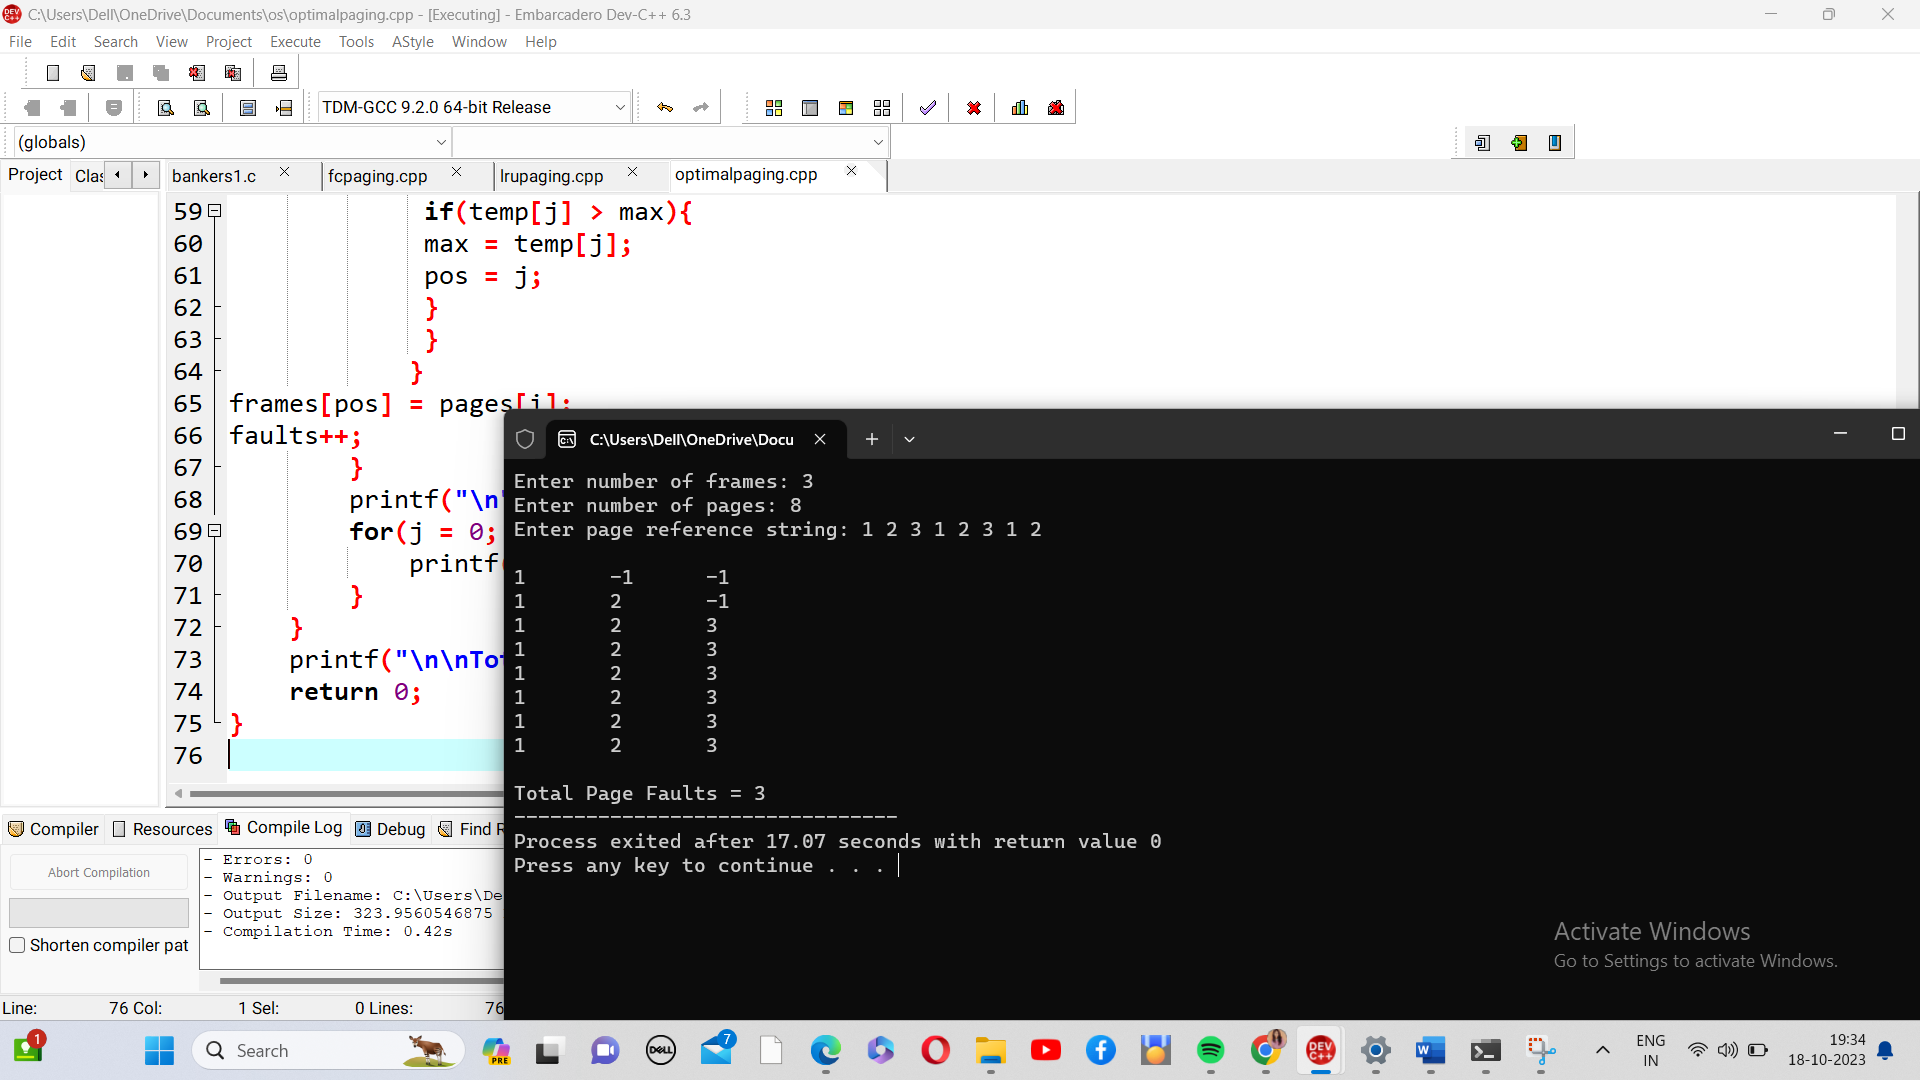 C:\Users\Dell\OneDrive\Documents\os\optimalpaging.cpp - [Executing] - Embarcadero Dev-C++ 6.3
File Edit Search View Project Execute Tools AStyle Window Help
TDM-GCC 9.2.0 64-bit Release
(globals)
Project Clas bankers1.c fcpaging.cpp lrupaging.cpp optimalpaging.cpp
59 if(temp[j] > max){
60 max = temp[j];
61 pos = j;
62 }
63 }
64 }
65 frames[pos] = pages[i];
66 faults++;
67 }
68 printf("\n
69 for(j = 0;
70 printf
71 }
72 }
73 printf("\n\nTo
74 return 0;
75 }
76
C:\Users\Dell\OneDrive\Docu
Enter number of frames: 3
Enter number of pages: 8
Enter page reference string: 1 2 3 1 2 3 1 2
1 -1 -1
1 2 -1
1 2 3
1 2 3
1 2 3
1 2 3
1 2 3
1 2 3
Total Page Faults = 3
--------------------------------
Process exited after 17.07 seconds with return value 0
Press any key to continue . . .
Compiler Resources Compile Log Debug Find R
Abort Compilation
Shorten compiler pat
- Errors: 0
- Warnings: 0
- Output Filename: C:\Users\De
- Output Size: 323.9560546875
- Compilation Time: 0.42s
Activate Windows
Go to Settings to activate Windows.
Line: 76 Col: 1 Sel: 0 Lines: 76
1
Search
PRE
DELL
7
DEV C++
ENG
IN
19:34
18-10-2023